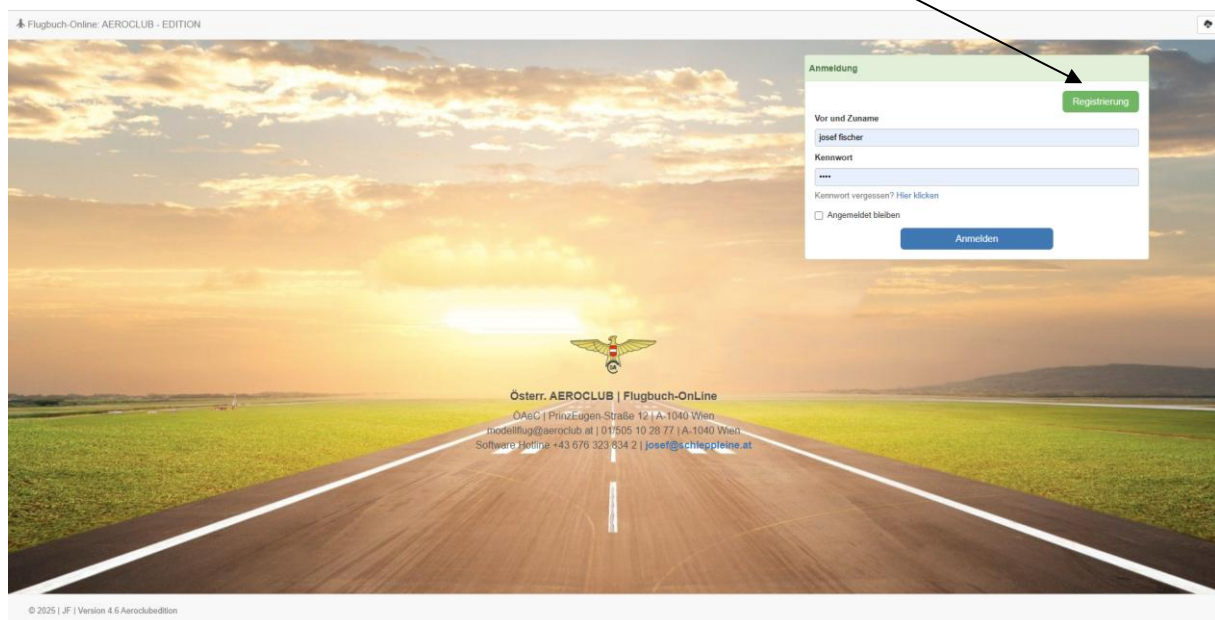 Flugbuch-Online: AEROCLUB - EDITION
Anmeldung
Registrierung
Vor und Zuname
josef fischer
Kennwort
••••
Kennwort vergessen? Hier klicken
Angemeldet bleiben
Anmelden
Österr. AEROCLUB | Flugbuch-OnLine
ÖAeC | PrinzEugen-Straße 12 | A-1040 Wien
modellflug@aeroclub.at | 01/505 10 28 77 | A-1040 Wien
Software Hotline +43 676 323 834 2 | josef@schleppleine.at
© 2025 | JF | Version 4.6 Aeroclubedition